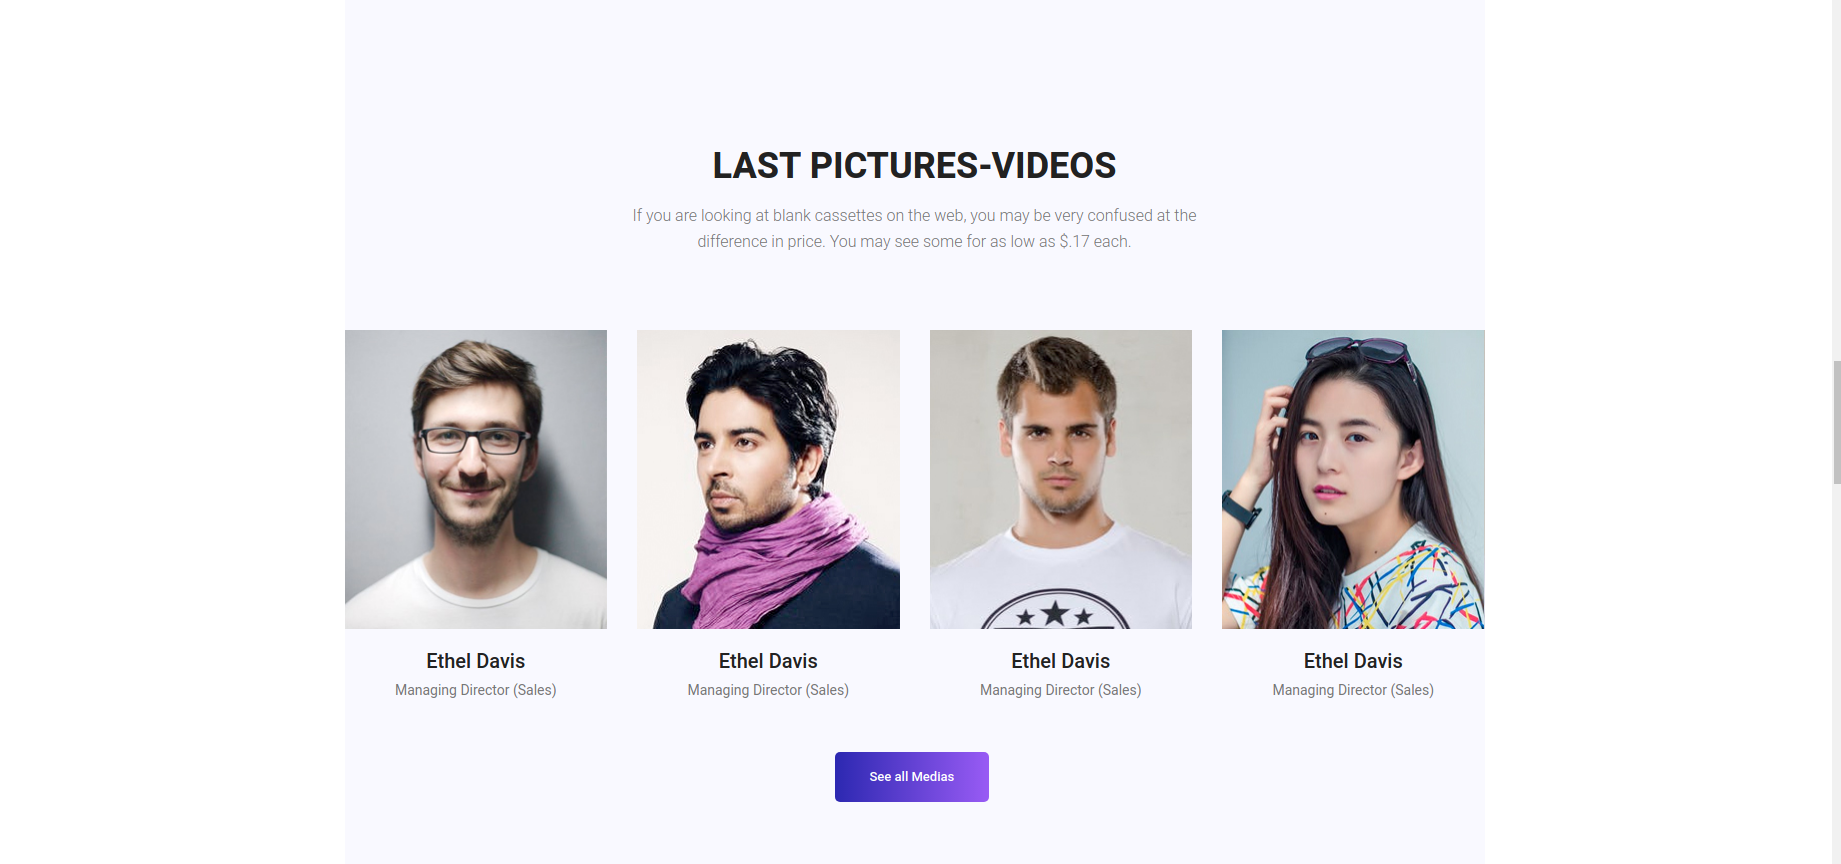 LAST PICTURES-VIDEOS
If you are looking at blank cassettes on the web, you may be very confused at the
difference in price. You may see some for as low as $.17 each.
Ethel Davis
Managing Director (Sales)
Ethel Davis
Managing Director (Sales)
Ethel Davis
Managing Director (Sales)
Ethel Davis
Managing Director (Sales)
See all Medias